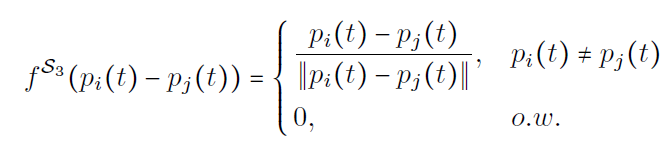 f^{\mathcal{S}_3}(p_i(t) - p_j(t)) = \begin{cases} \dfrac{p_i(t) - p_j(t)}{\|p_i(t) - p_j(t)\|}, & p_i(t) \neq p_j(t) \\ 0, & o.w. \end{cases}